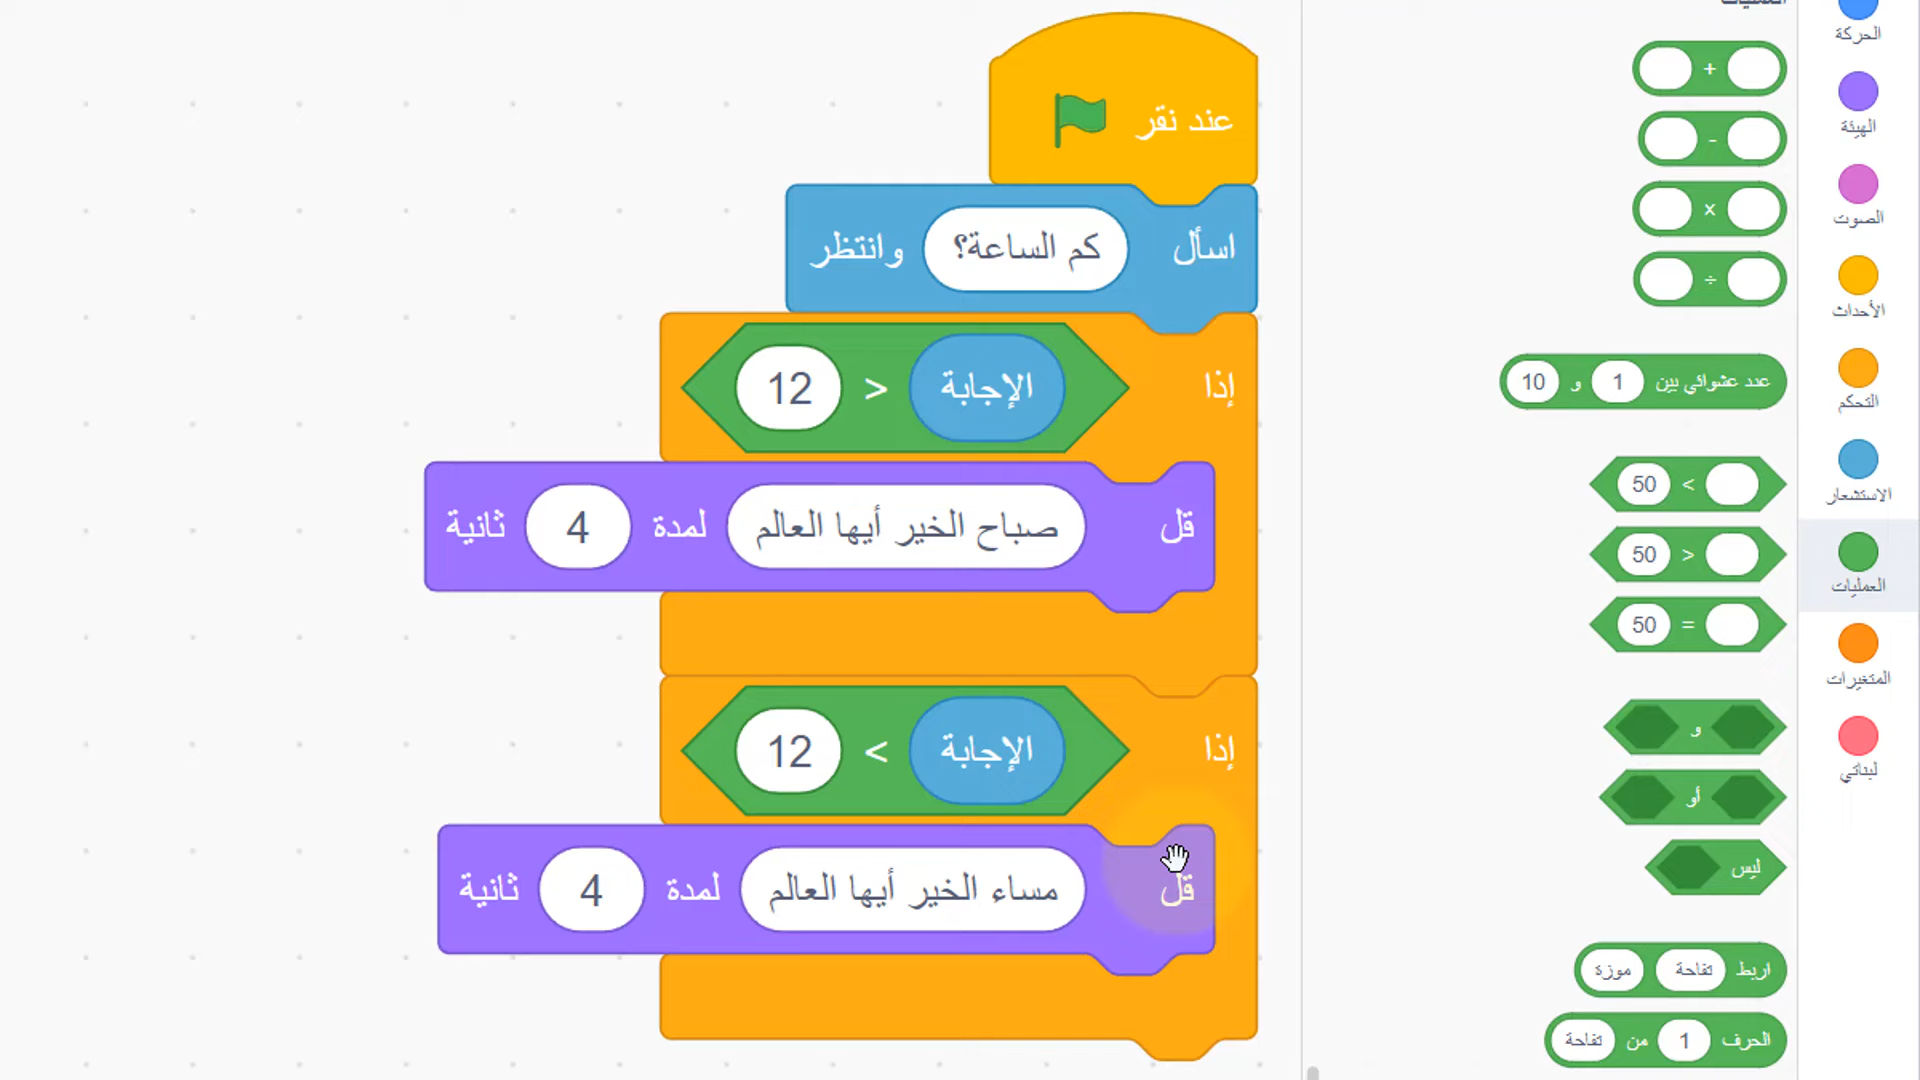 عند نقر
اسأل كم الساعة؟ وانتظر
إذا الإجابة > 12
قل صباح الخير أيها العالم لمدة 4 ثانية
إذا الإجابة < 12
قل مساء الخير أيها العالم لمدة 4 ثانية
العمليات
+
-
x
÷
عدد عشوائي بين 1 و 10
< 50
> 50
= 50
و
أو
ليس
اربط تفاحة موزة
الحرف 1 من تفاحة
الحركة
الهيئة
الصوت
الأحداث
التحكم
الاستشعار
العمليات
المتغيرات
لبناتي